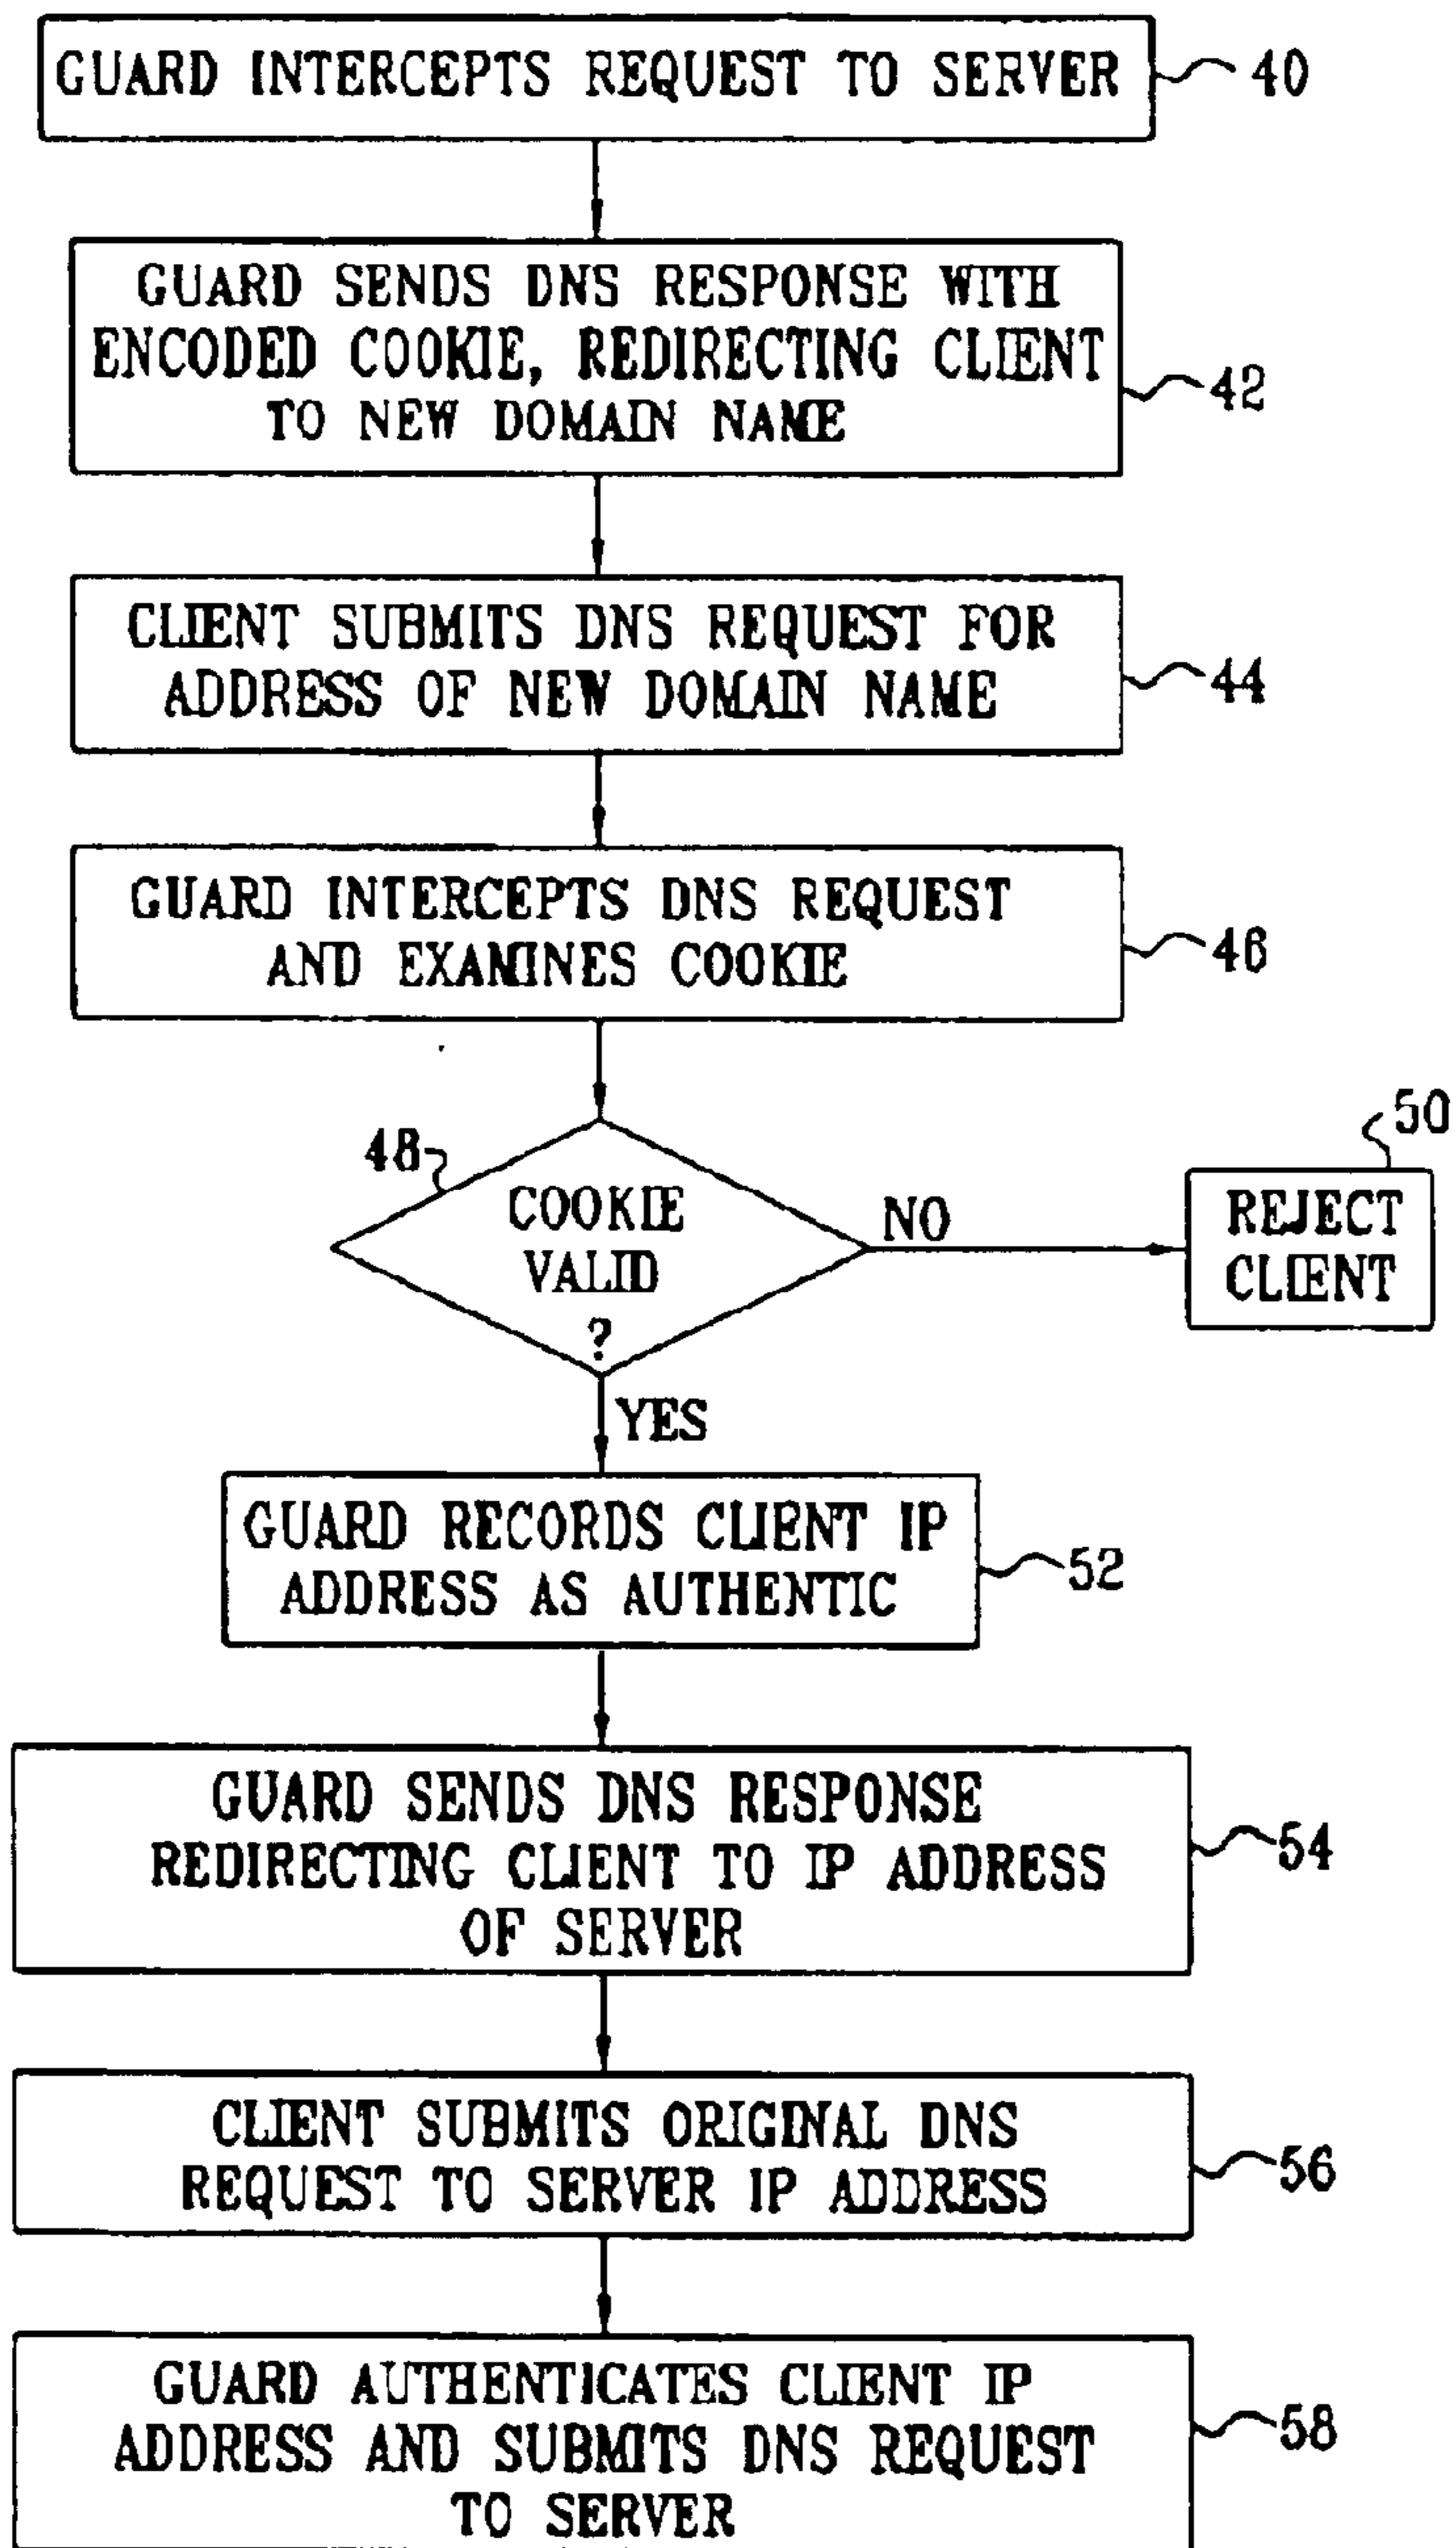 GUARD INTERCEPTS REQUEST TO SERVER
40
GUARD SENDS DNS RESPONSE WITH
ENCODED COOKIE, REDIRECTING CLIENT
TO NEW DOMAIN NAME
42
CLIENT SUBMITS DNS REQUEST FOR
ADDRESS OF NEW DOMAIN NAME
44
GUARD INTERCEPTS DNS REQUEST
AND EXAMINES COOKIE
46
48
COOKIE
VALID
?
NO
50
REJECT
CLIENT
YES
GUARD RECORDS CLIENT IP
ADDRESS AS AUTHENTIC
52
GUARD SENDS DNS RESPONSE
REDIRECTING CLIENT TO IP ADDRESS
OF SERVER
54
CLIENT SUBMITS ORIGINAL DNS
REQUEST TO SERVER IP ADDRESS
56
GUARD AUTHENTICATES CLIENT IP
ADDRESS AND SUBMITS DNS REQUEST
TO SERVER
58